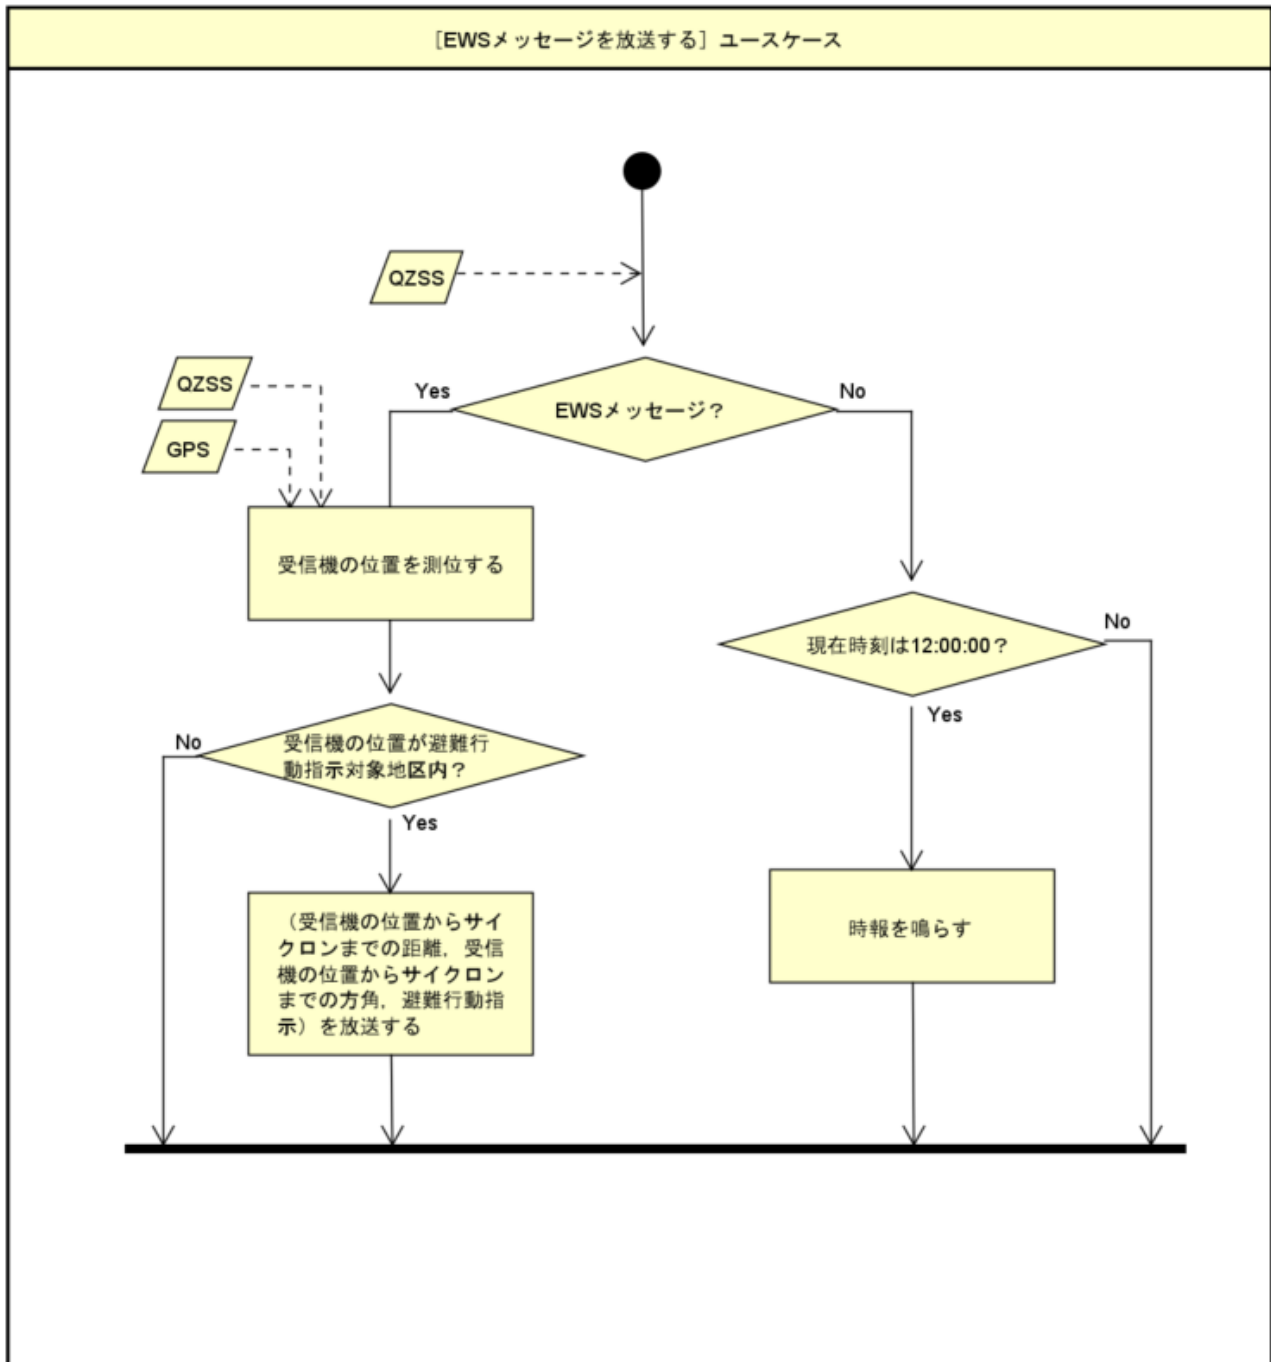 [EWSメッセージを放送する] ユースケース
QZSS
QZSS
GPS
Yes
EWSメッセージ？
No
受信機の位置を測位する
現在時刻は12:00:00？
No
Yes
No
受信機の位置が避難行
動指示対象地区内？
Yes
（受信機の位置からサイ
クロンまでの距離，受信
機の位置からサイクロン
までの方角，避難行動指
示）を放送する
時報を鳴らす